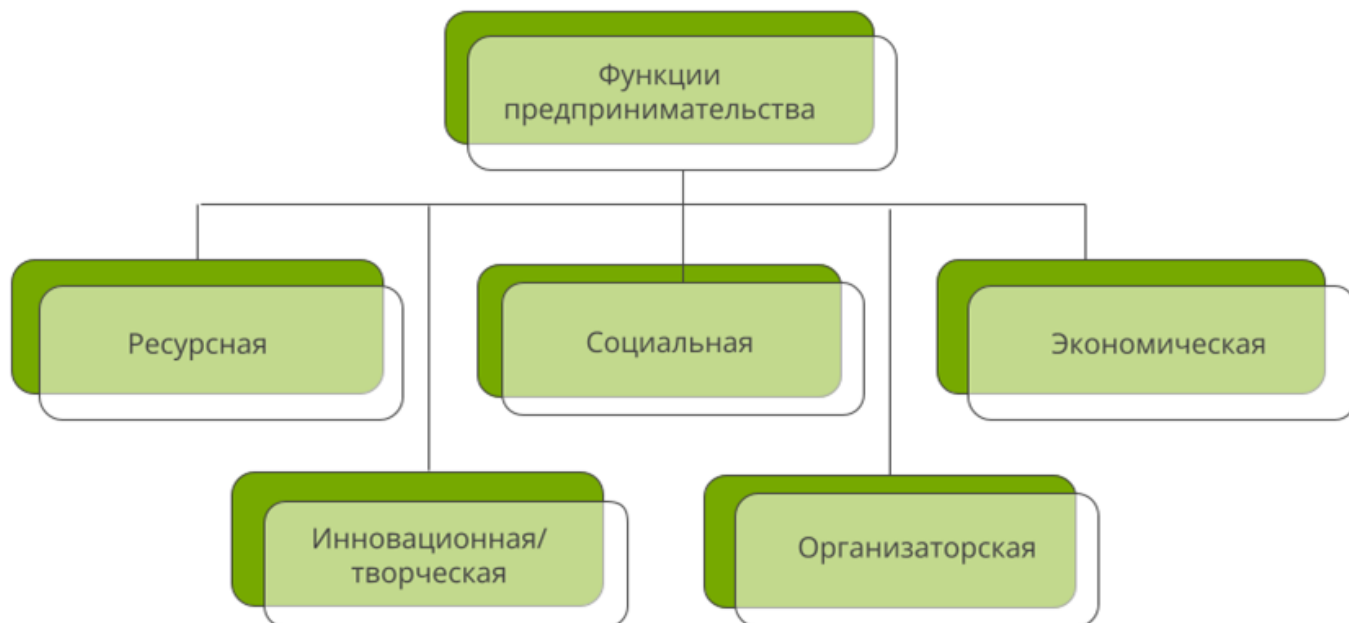 Функции
предпринимательства
Ресурсная
Социальная
Экономическая
Инновационная/
творческая
Организаторская